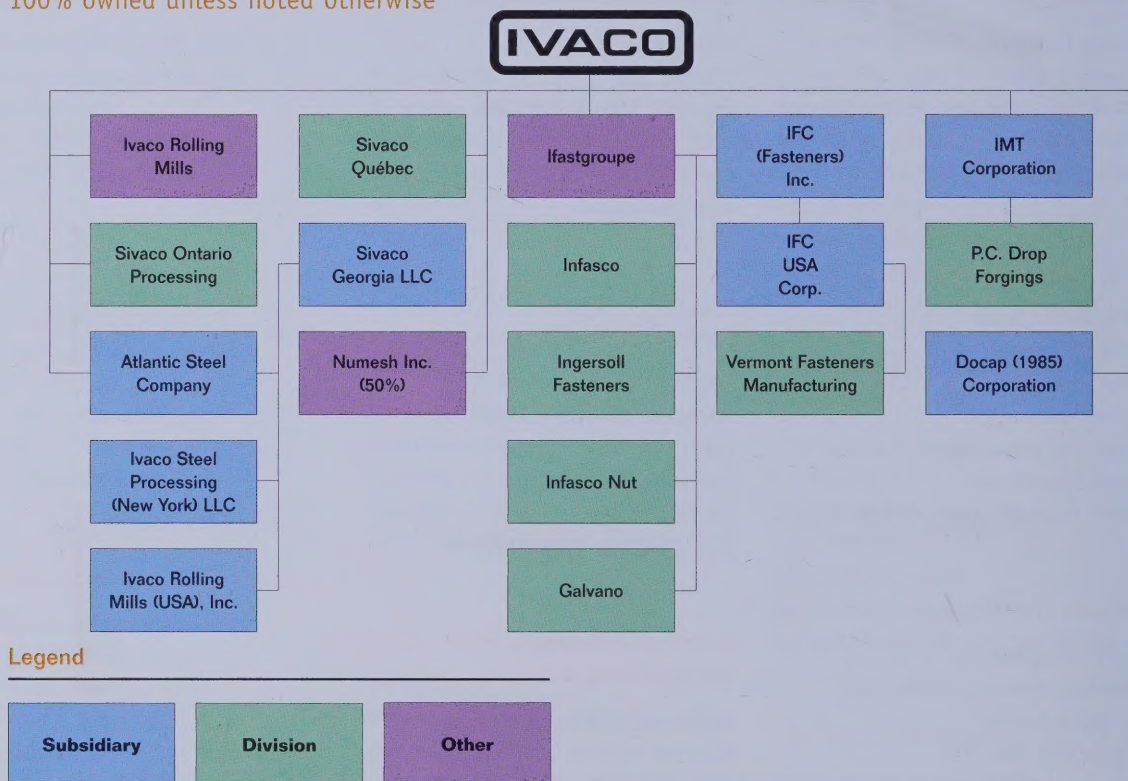 100% owned unless noted otherwise
IVACO
Ivaco Rolling
Mills
Sivaco
Québec
Ifastgroupe
IFC
(Fasteners)
Inc.
IMT
Corporation
Sivaco Ontario
Processing
Sivaco
Georgia LLC
Infasco
IFC
USA
Corp.
P.C. Drop
Forgings
Atlantic Steel
Company
Numesh Inc.
(50%)
Ingersoll
Fasteners
Vermont Fasteners
Manufacturing
Docap (1985)
Corporation
Ivaco Steel
Processing
(New York) LLC
Infasco Nut
Ivaco Rolling
Mills (USA), Inc.
Galvano
Legend
Subsidiary
Division
Other